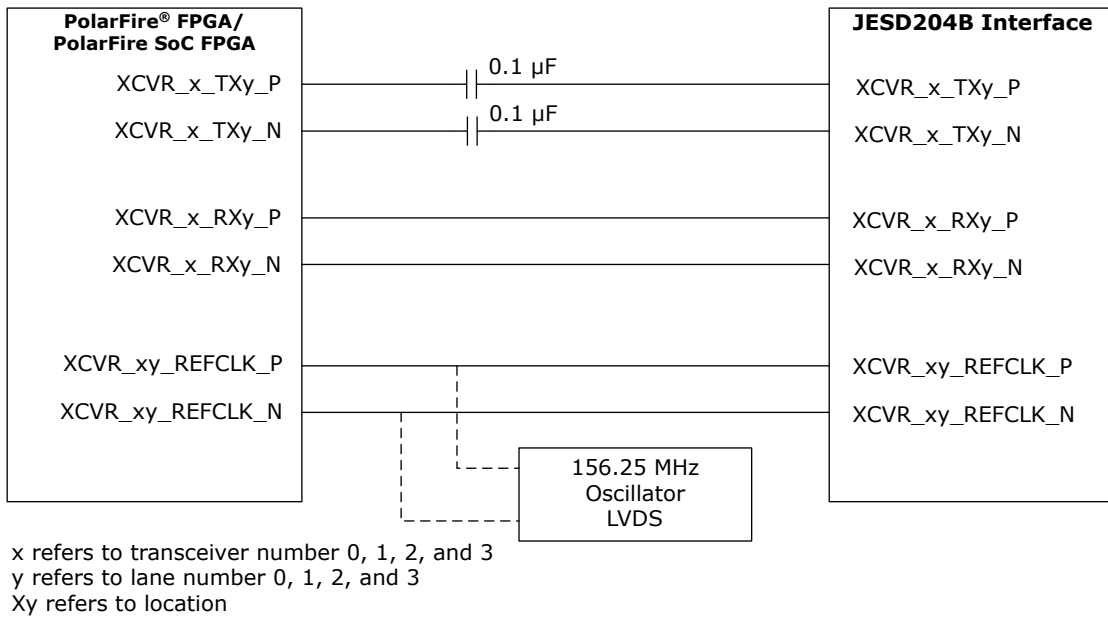 PolarFire® FPGA/
PolarFire SoC FPGA
XCVR_x_TXy_P
XCVR_x_TXy_N
XCVR_x_RXy_P
XCVR_x_RXy_N
XCVR_xy_REFCLK_P
XCVR_xy_REFCLK_N
0.1 µF
0.1 µF
JESD204B Interface
XCVR_x_TXy_P
XCVR_x_TXy_N
XCVR_x_RXy_P
XCVR_x_RXy_N
XCVR_xy_REFCLK_P
XCVR_xy_REFCLK_N
156.25 MHz
Oscillator
LVDS
x refers to transceiver number 0, 1, 2, and 3
y refers to lane number 0, 1, 2, and 3
Xy refers to location